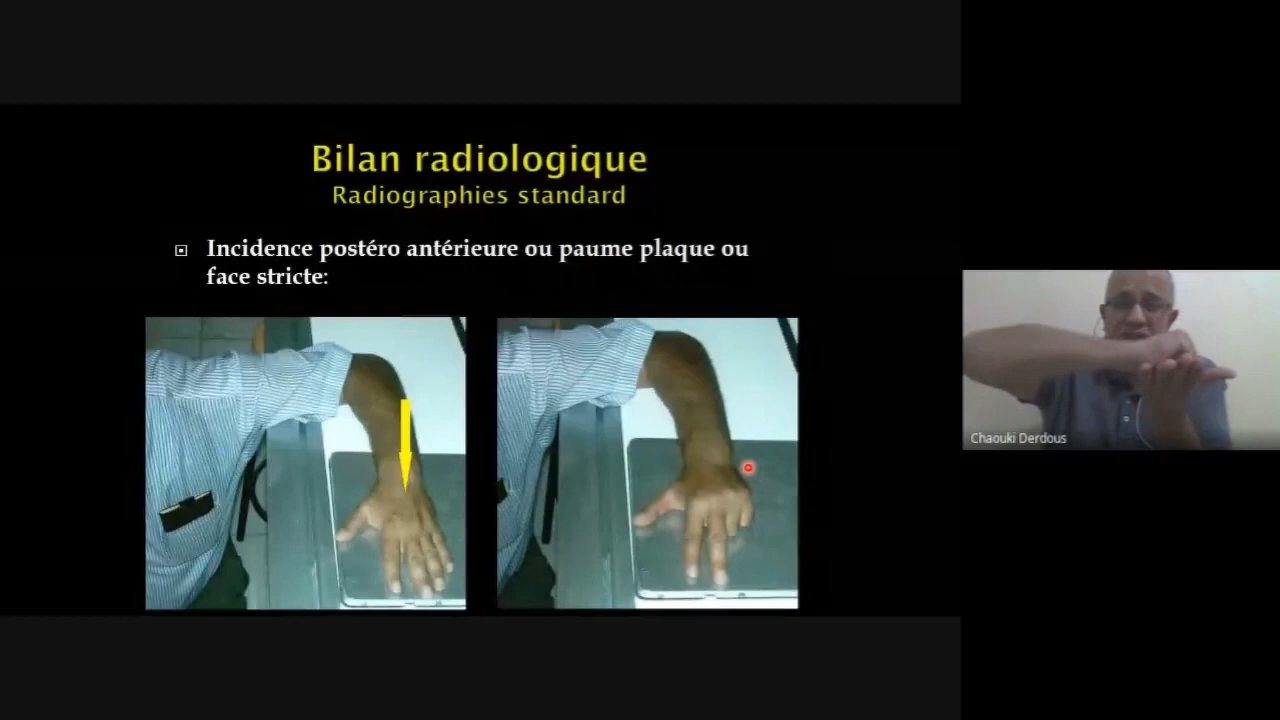 Bilan radiologique
Radiographies standard
Incidence postéro antérieure ou paume plaque ou
face stricte:
Chaouki Derdous